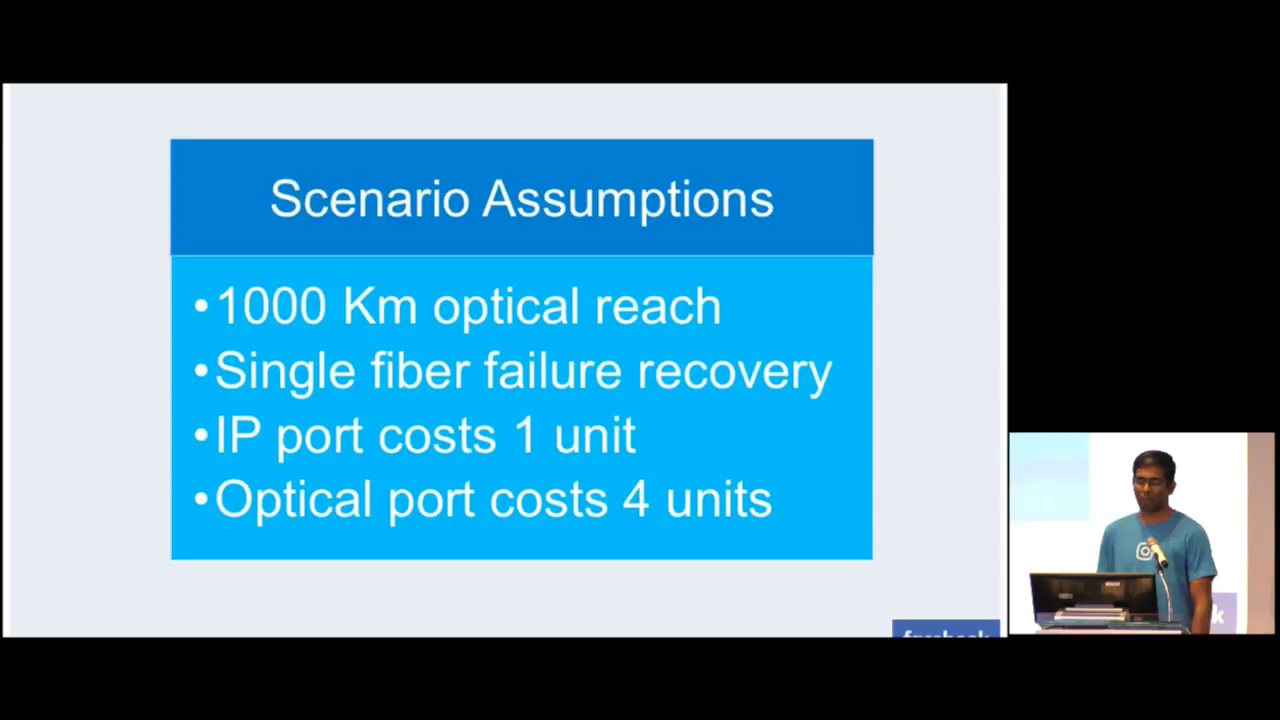 Scenario Assumptions
•1000 Km optical reach
•Single fiber failure recovery
•IP port costs 1 unit
•Optical port costs 4 units
facebook
k